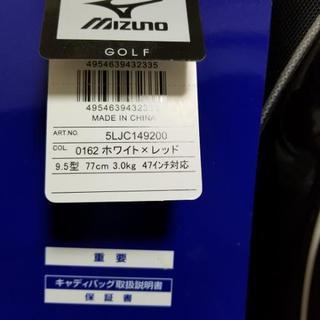 MIZUNO
GOLF
4954639432335
4954639432335
MADE IN CHINA
ART.NO. 5LJC149200
COL. 0162 ホワイト×レッド
9.5型 77cm 3.0kg 47インチ対応
重要
キャディバッグ取扱説明書
保証書